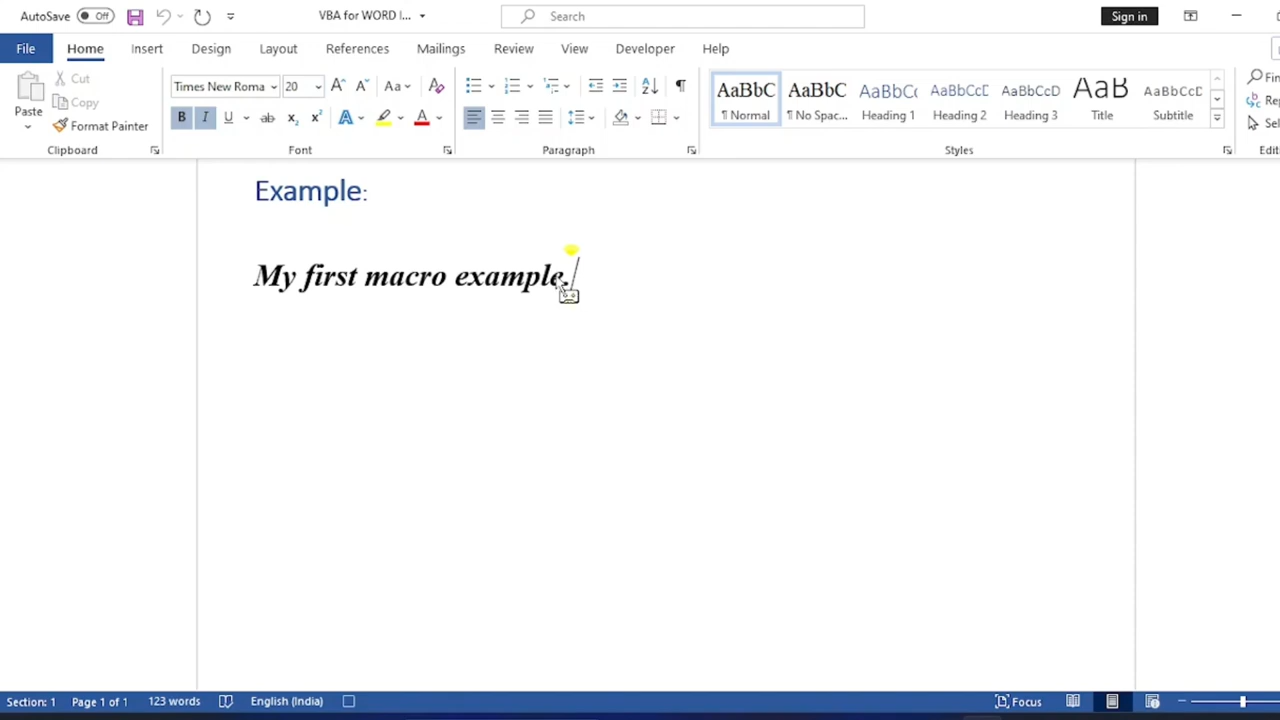 AutoSave Off VBA for WORD I... Search Sign in
File Home Insert Design Layout References Mailings Review View Developer Help
Paste Cut Copy Format Painter
Times New Roma 20 Aa
AaBbC Normal AaBbC No Spac... AaBbC Heading 1 AaBbCcD Heading 2 AaBbCcD Heading 3 AaB Title AaBbCcD Subtitle
Clipboard Font Paragraph Styles
Example:
My first macro example.
Section: 1 Page 1 of 1 123 words English (India) Focus